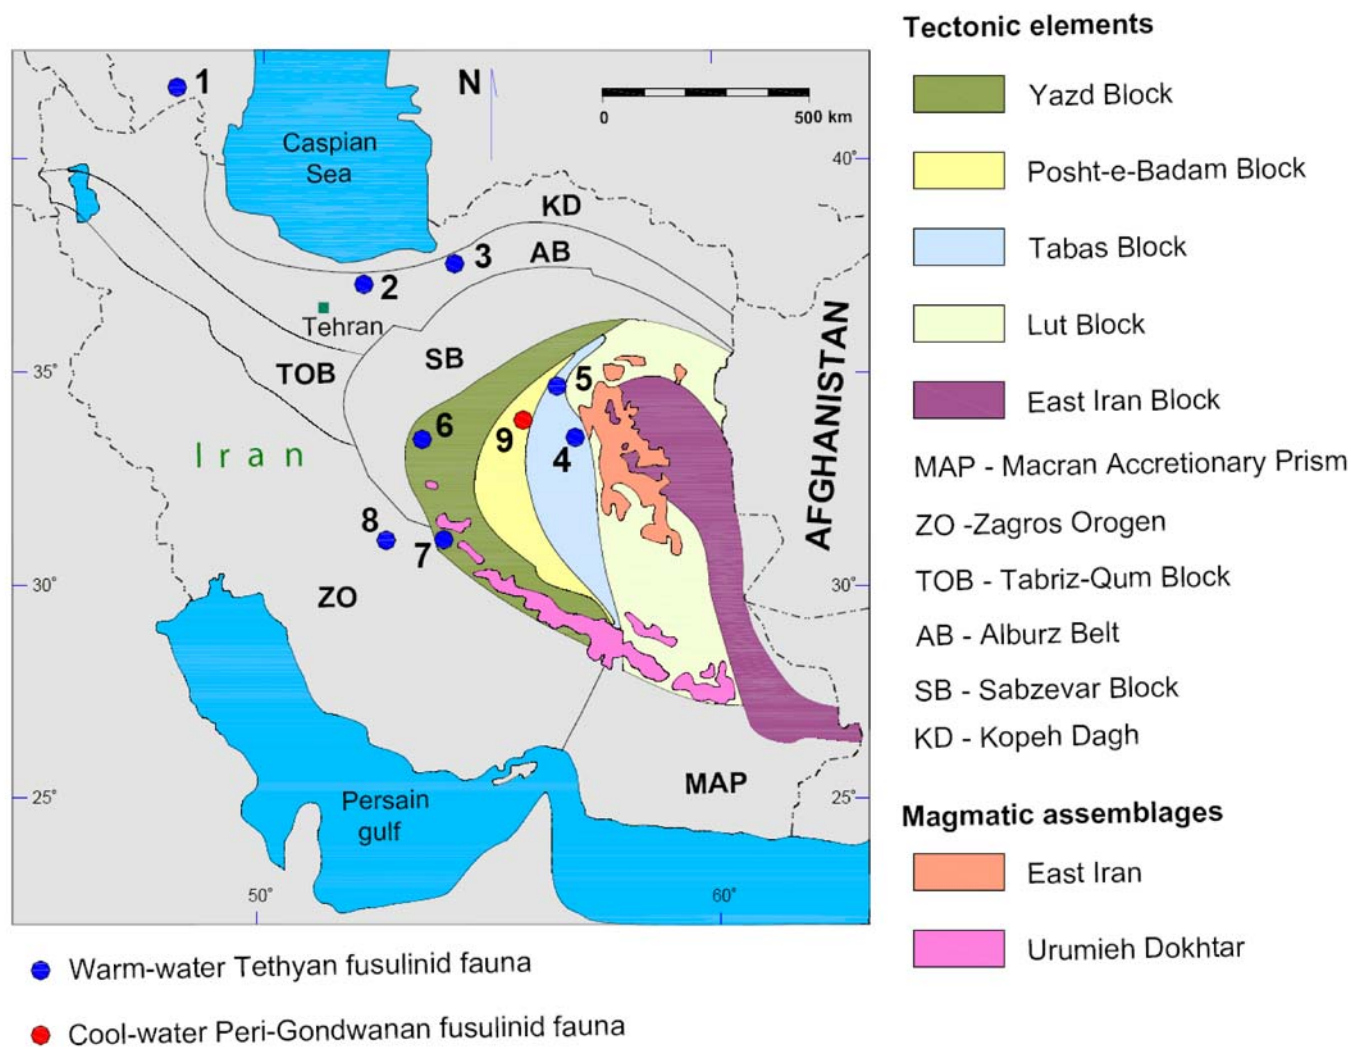 Tectonic elements
Yazd Block
Posht-e-Badam Block
Tabas Block
Lut Block
East Iran Block
MAP - Macran Accretionary Prism
ZO -Zagros Orogen
TOB - Tabriz-Qum Block
AB - Alburz Belt
SB - Sabzevar Block
KD - Kopeh Dagh
Magmatic assemblages
East Iran
Urumieh Dokhtar
1
N
0
500 km
Caspian
Sea
40°
40°
KD
AB
3
2
Tehran
TOB
SB
35°
35°
5
6
9
4
Iran
AFGHANISTAN
8
7
ZO
30°
30°
MAP
25°
25°
Persain
gulf
50°
60°
Warm-water Tethyan fusulinid fauna
Cool-water Peri-Gondwanan fusulinid fauna